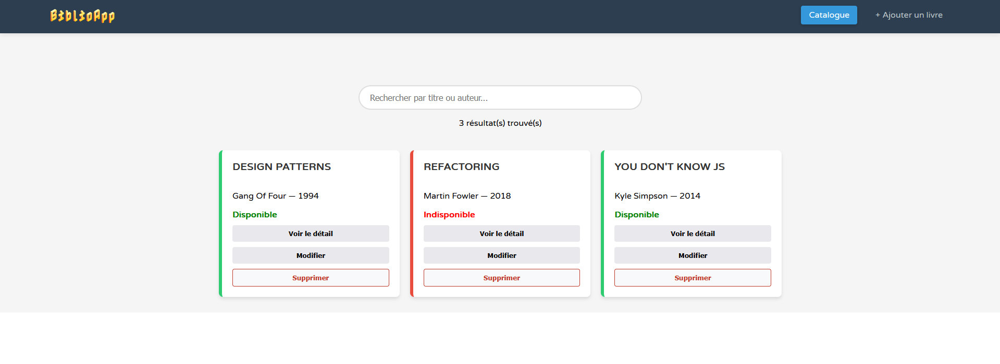 BiblioApp
Catalogue
+ Ajouter un livre
Rechercher par titre ou auteur...
3 résultat(s) trouvé(s)
DESIGN PATTERNS
Gang Of Four — 1994
Disponible
Voir le détail
Modifier
Supprimer
REFACTORING
Martin Fowler — 2018
Indisponible
Voir le détail
Modifier
Supprimer
YOU DON'T KNOW JS
Kyle Simpson — 2014
Disponible
Voir le détail
Modifier
Supprimer